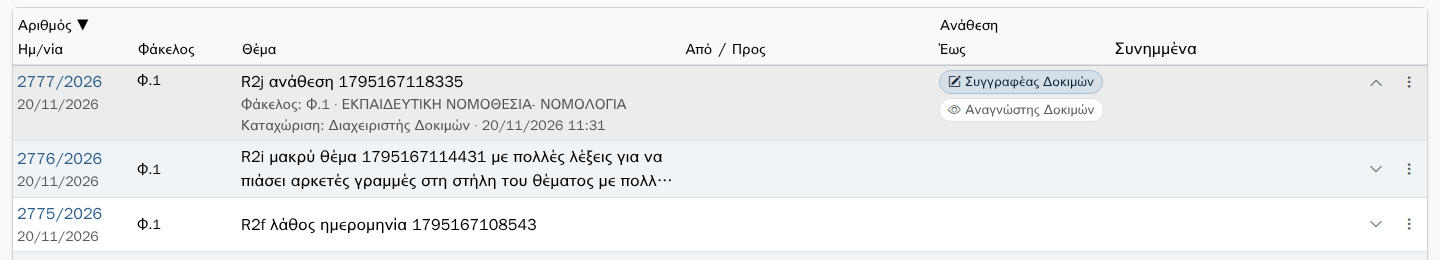 Αριθμός ▼ Ανάθεση
Ημ/νία Φάκελος Θέμα Από / Προς Έως Συνημμένα
2777/2026 Φ.1 R2j ανάθεση 1795167118335 Συγγραφέας Δοκιμών
20/11/2026 Φάκελος: Φ.1 · ΕΚΠΑΙΔΕΥΤΙΚΗ ΝΟΜΟΘΕΣΙΑ- ΝΟΜΟΛΟΓΙΑ Αναγνώστης Δοκιμών
Καταχώριση: Διαχειριστής Δοκιμών · 20/11/2026 11:31
2776/2026 Φ.1 R2i μακρύ θέμα 1795167114431 με πολλές λέξεις για να
20/11/2026 πιάσει αρκετές γραμμές στη στήλη του θέματος με πολλ…
2775/2026 Φ.1 R2f λάθος ημερομηνία 1795167108543
20/11/2026